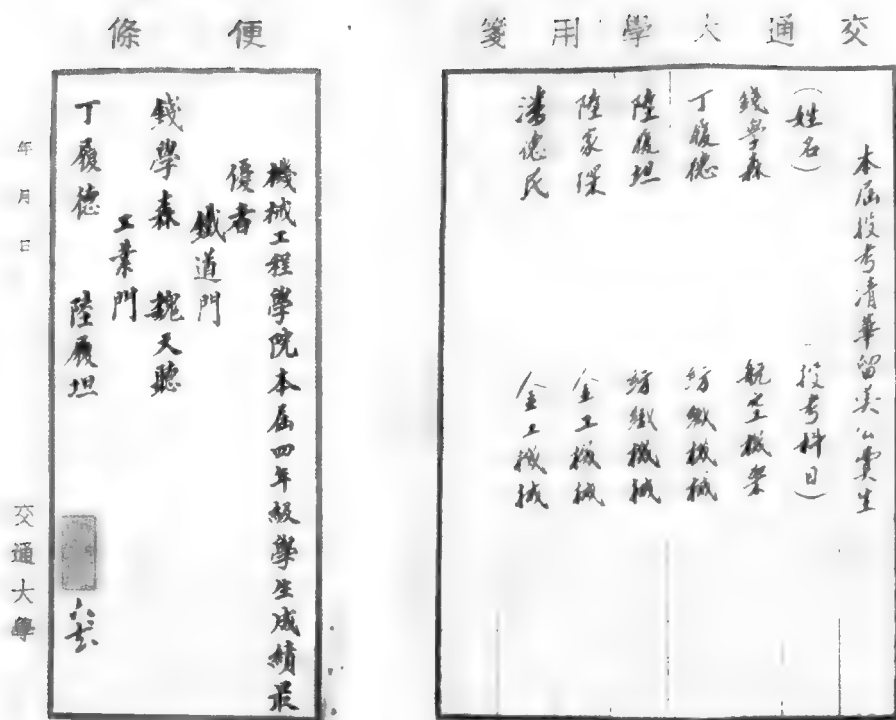 交通大學用箋
本屆投考清華留美公費生
（姓名） 投考科目）
錢學森 航空機架
丁履德 紡織機械
陸履坦 紡織機械
陸家琛 金工機械
潘德民 金工機械
便條
機械工程學院本屆四年級學生成績最
優者
鐵道門
錢學森 魏天聽
工業門
丁履德 陸履坦
年月日
交通大學